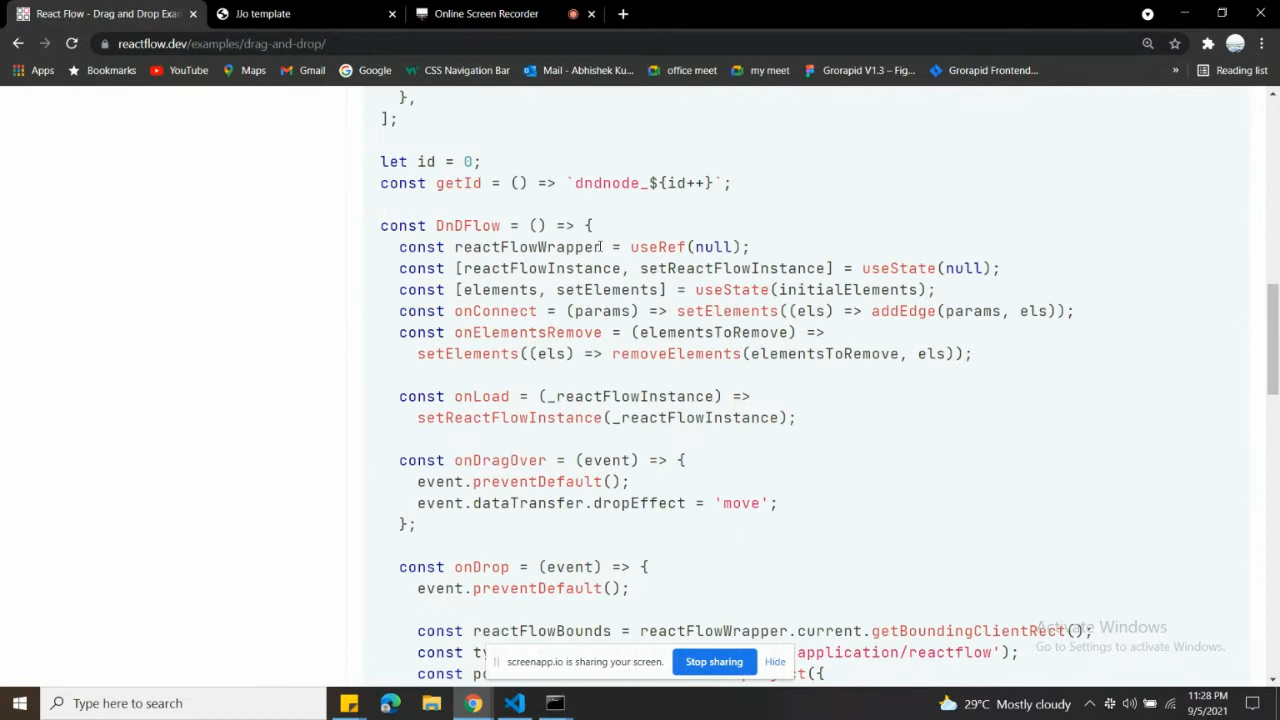 React Flow - Drag and Drop Exa
JJo template
Online Screen Recorder
reactflow.dev/examples/drag-and-drop/
Apps
Bookmarks
YouTube
Maps
Gmail
Google
CSS Navigation Bar
Mail - Abhishek Ku...
office meet
my meet
Grorapid V1.3 – Fig...
Grorapid Frontend...
»
Reading list
},
];
let id = 0;
const getId = () => `dndnode_${id++}`;
const DnDFlow = () => {
const reactFlowWrapper = useRef(null);
const [reactFlowInstance, setReactFlowInstance] = useState(null);
const [elements, setElements] = useState(initialElements);
const onConnect = (params) => setElements((els) => addEdge(params, els));
const onElementsRemove = (elementsToRemove) =>
setElements((els) => removeElements(elementsToRemove, els));
const onLoad = (_reactFlowInstance) =>
setReactFlowInstance(_reactFlowInstance);
const onDragOver = (event) => {
event.preventDefault();
event.dataTransfer.dropEffect = 'move';
};
const onDrop = (event) => {
event.preventDefault();
const reactFlowBounds = reactFlowWrapper.current.getBoundingClientRect();
const application/reactflow');
const ct({
screenapp.io is sharing your screen.
Stop sharing
Hide
Activate Windows
Go to Settings to activate Windows.
Type here to search
29°C Mostly cloudy
11:28 PM
9/5/2021